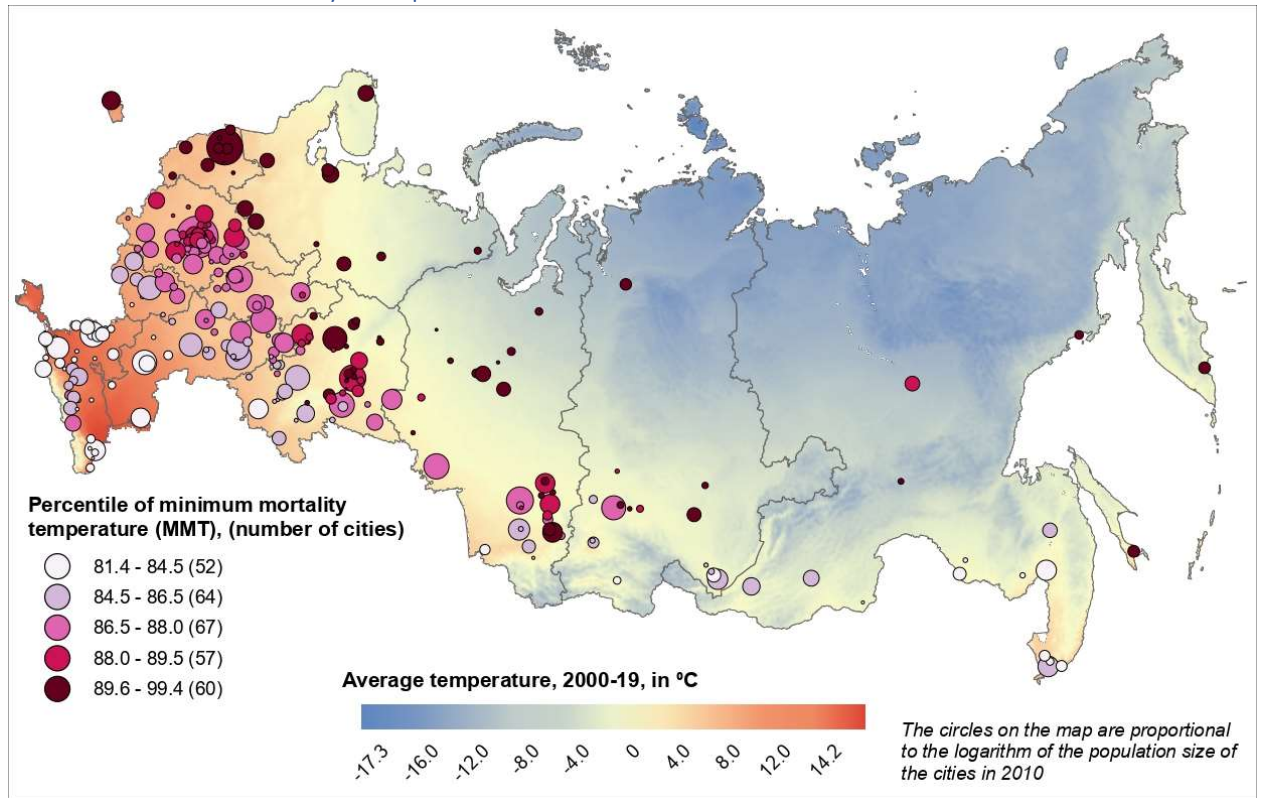 Percentile of minimum mortality
temperature (MMT), (number of cities)
81.4 - 84.5 (52)
84.5 - 86.5 (64)
86.5 - 88.0 (67)
88.0 - 89.5 (57)
89.6 - 99.4 (60)
Average temperature, 2000-19, in ºC
-17.3 -16.0 -12.0 -8.0 -4.0 0 4.0 8.0 12.0 14.2
The circles on the map are proportional
to the logarithm of the population size of
the cities in 2010